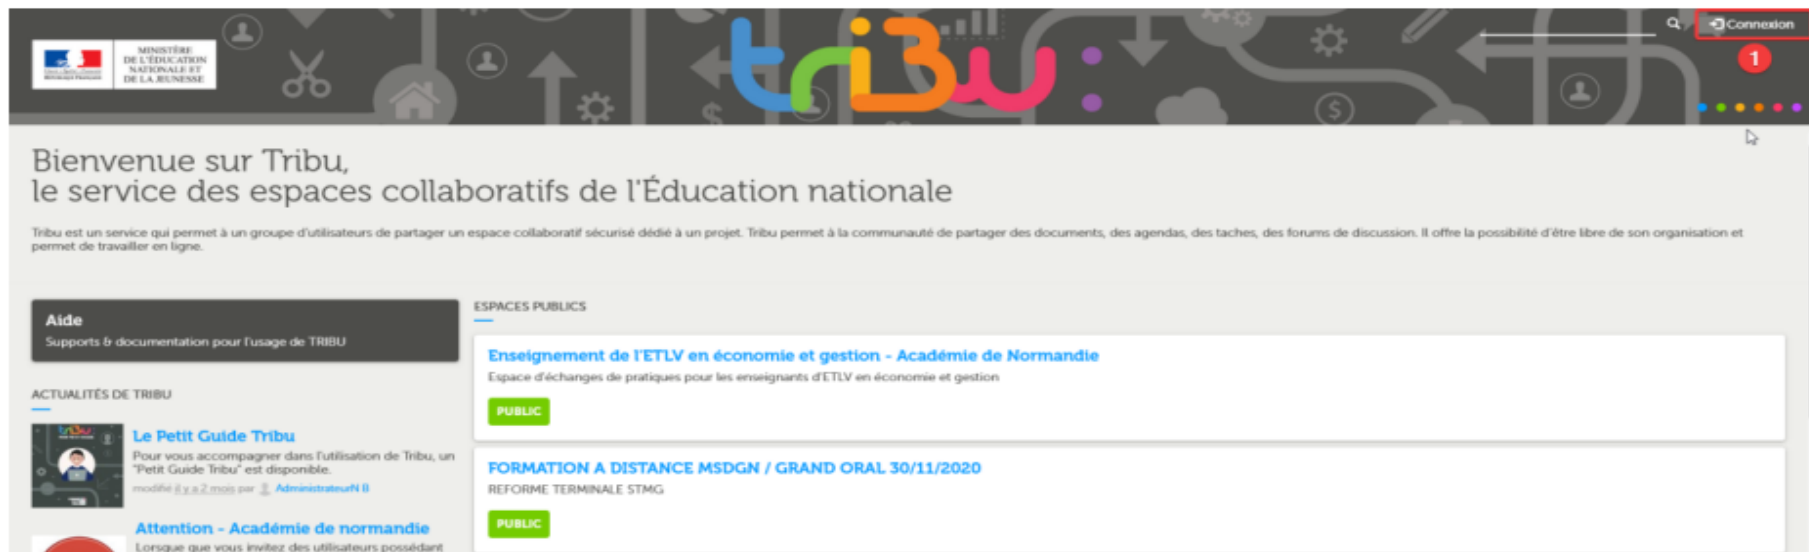 MINISTÈRE
DE L'ÉDUCATION
NATIONALE ET
DE LA JEUNESSE
tribu
Connexion
1
Bienvenue sur Tribu,
le service des espaces collaboratifs de l'Éducation nationale
Tribu est un service qui permet à un groupe d'utilisateurs de partager un espace collaboratif sécurisé dédié à un projet. Tribu permet à la communauté de partager des documents, des agendas, des taches, des forums de discussion. Il offre la possibilité d'être libre de son organisation et
permet de travailler en ligne.
Aide
Supports & documentation pour l'usage de TRIBU
ACTUALITÉS DE TRIBU
Le Petit Guide Tribu
Pour vous accompagner dans l'utilisation de Tribu, un
"Petit Guide Tribu" est disponible.
modifié il y a 2 mois par AdministrateurN B
Attention - Académie de normandie
Lorsque que vous invitez des utilisateurs possédant
ESPACES PUBLICS
Enseignement de l'ETLV en économie et gestion - Académie de Normandie
Espace d'échanges de pratiques pour les enseignants d'ETLV en économie et gestion
PUBLIC
FORMATION A DISTANCE MSDGN / GRAND ORAL 30/11/2020
REFORME TERMINALE STMG
PUBLIC